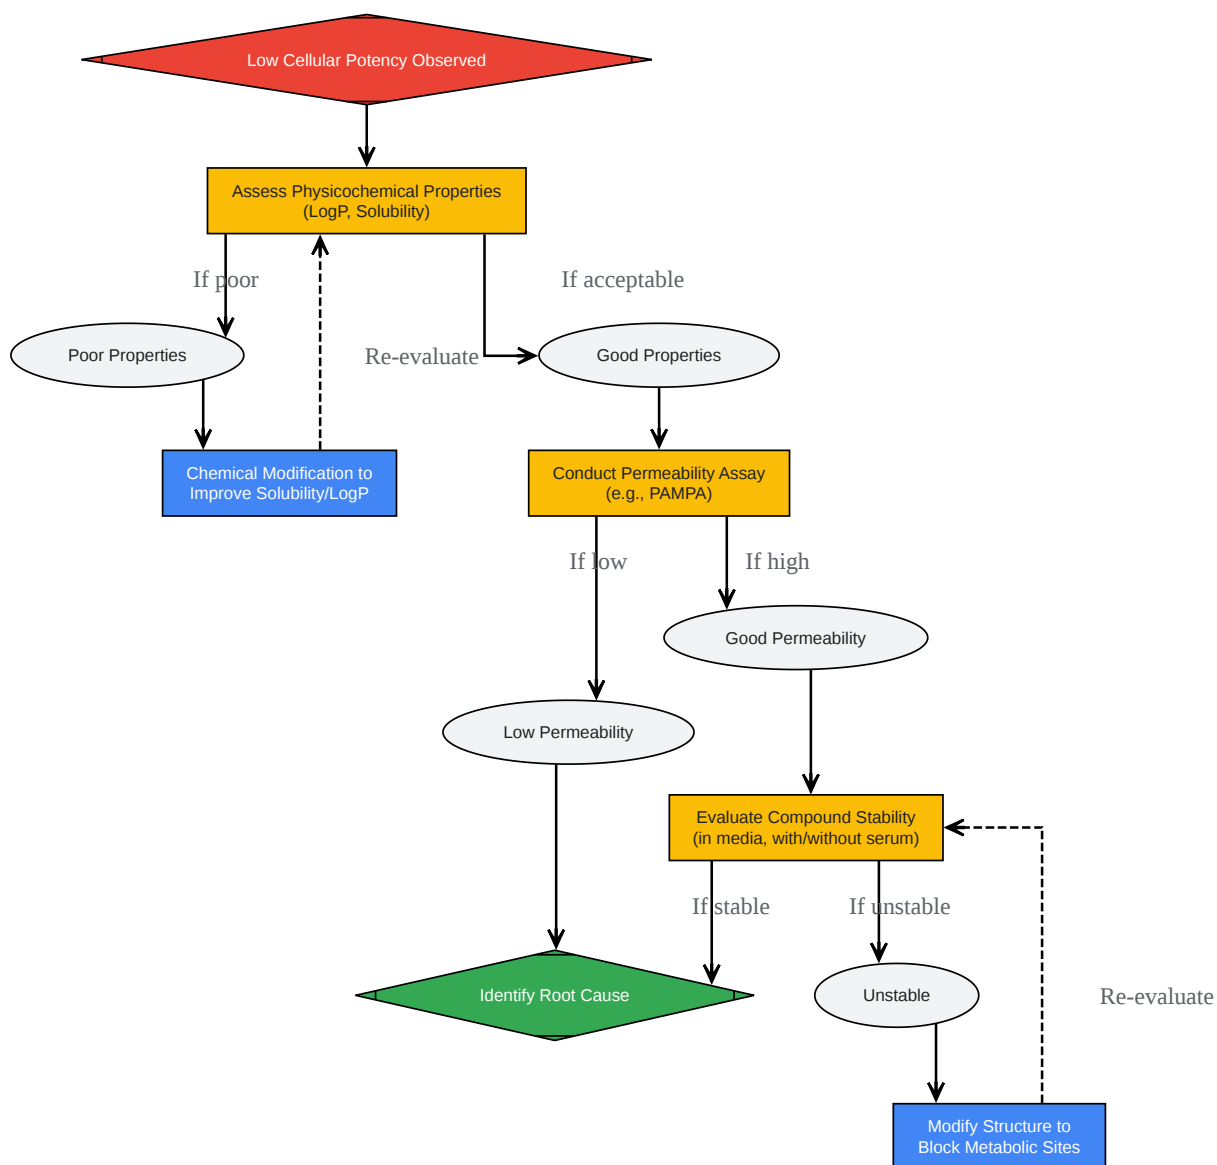 Low Cellular Potency Observed
Assess Physicochemical Properties
(LogP, Solubility)
If poor
If acceptable
Poor Properties
Re-evaluate
Good Properties
Chemical Modification to
Improve Solubility/LogP
Conduct Permeability Assay
(e.g., PAMPA)
If low
If high
Good Permeability
Low Permeability
Evaluate Compound Stability
(in media, with/without serum)
If stable
If unstable
Identify Root Cause
Unstable
Re-evaluate
Modify Structure to
Block Metabolic Sites